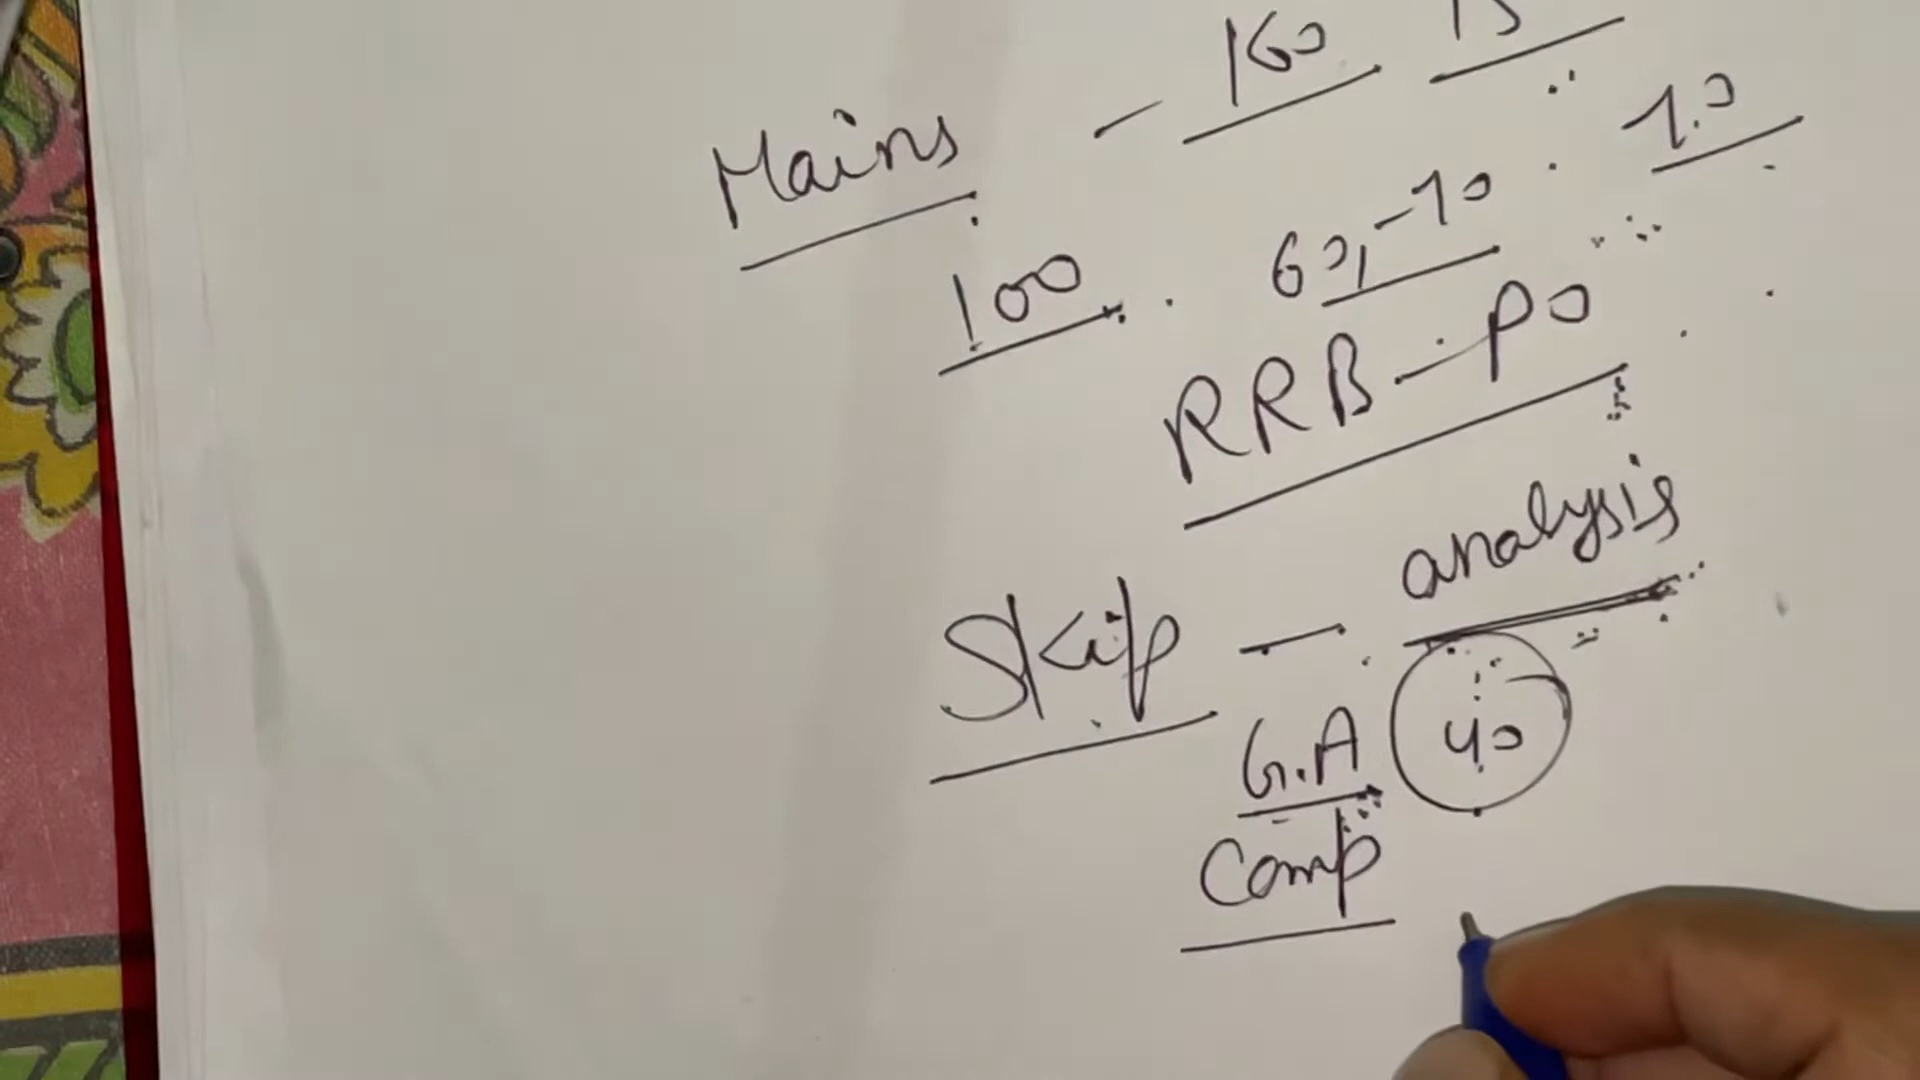 Mains - 160 15
100 60,-70 70
RRB-PO
Skip - analysis
G.A 40
Comp